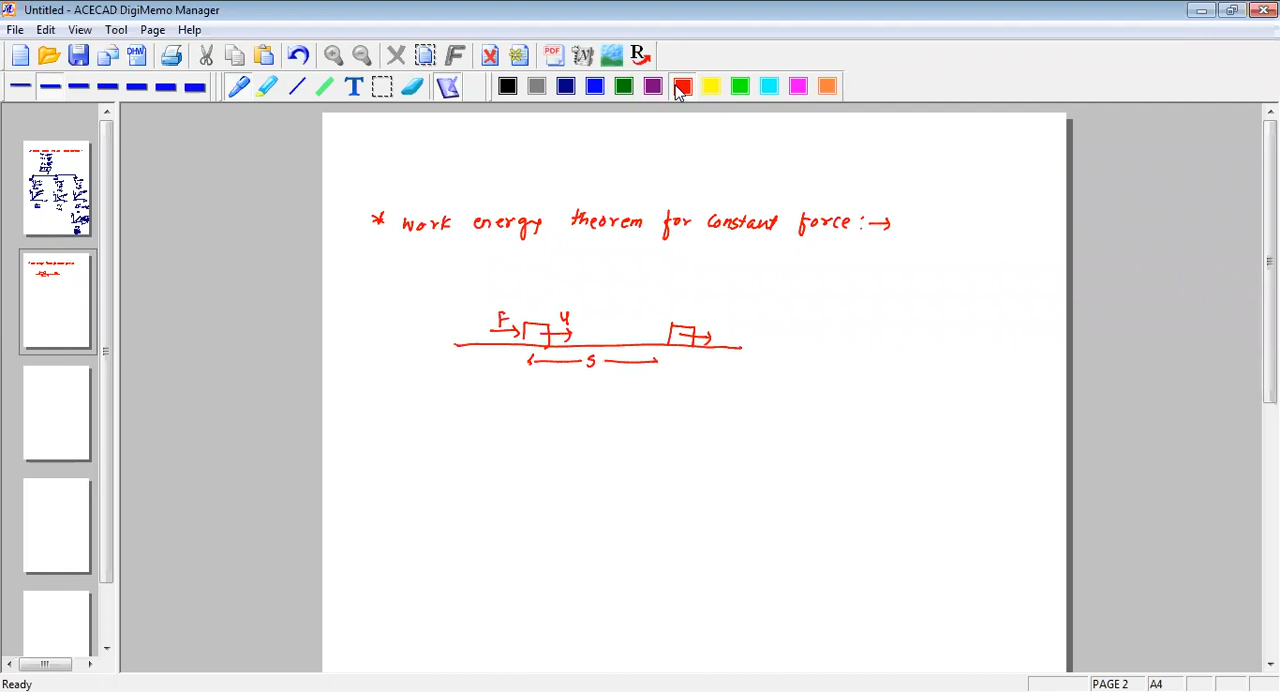 Untitled - ACECAD DigiMemo Manager
File Edit View Tool Page Help
* Work energy theorem for constant force :→
F u
s
Ready PAGE 2 A4